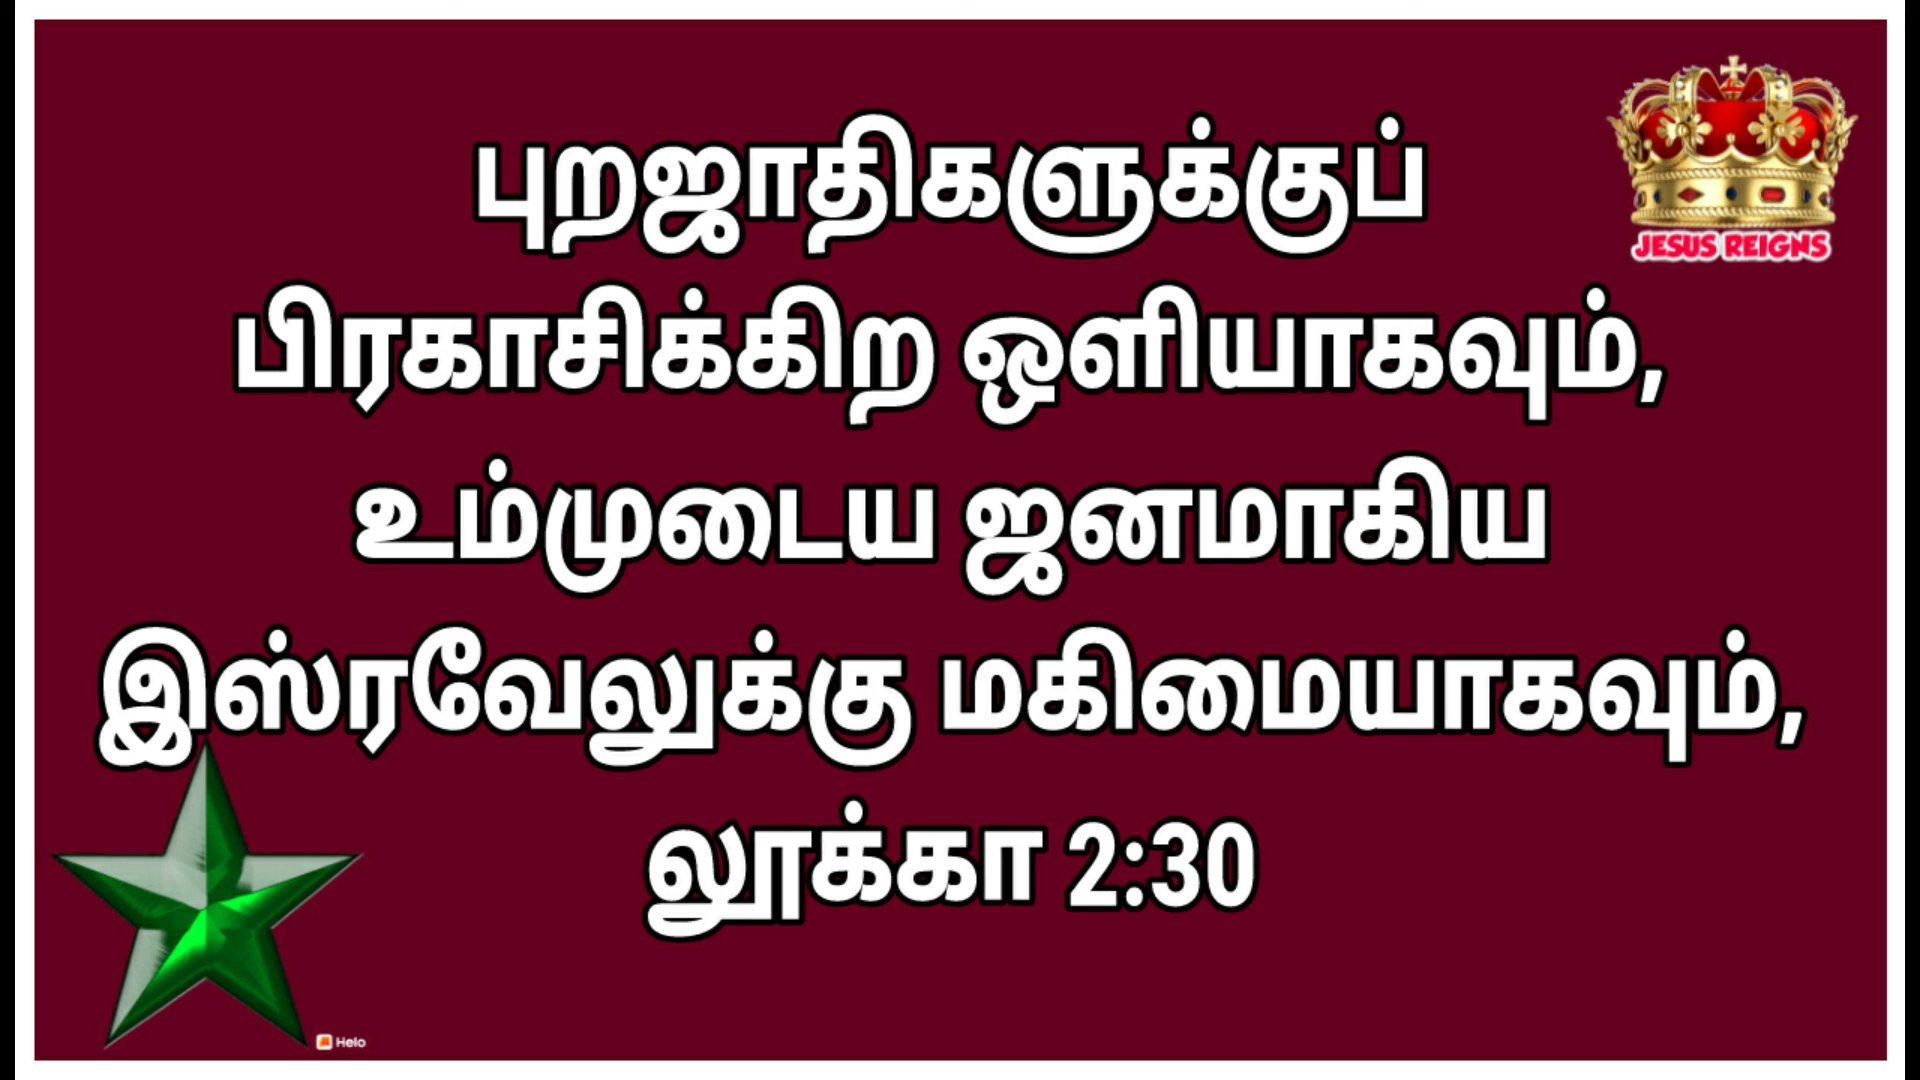 புறஜாதிகளுக்குப்
பிரகாசிக்கிற ஒளியாகவும்,
உம்முடைய ஜனமாகிய
இஸ்ரவேலுக்கு மகிமையாகவும்,
லூக்கா 2:30
JESUS REIGNS
Helo